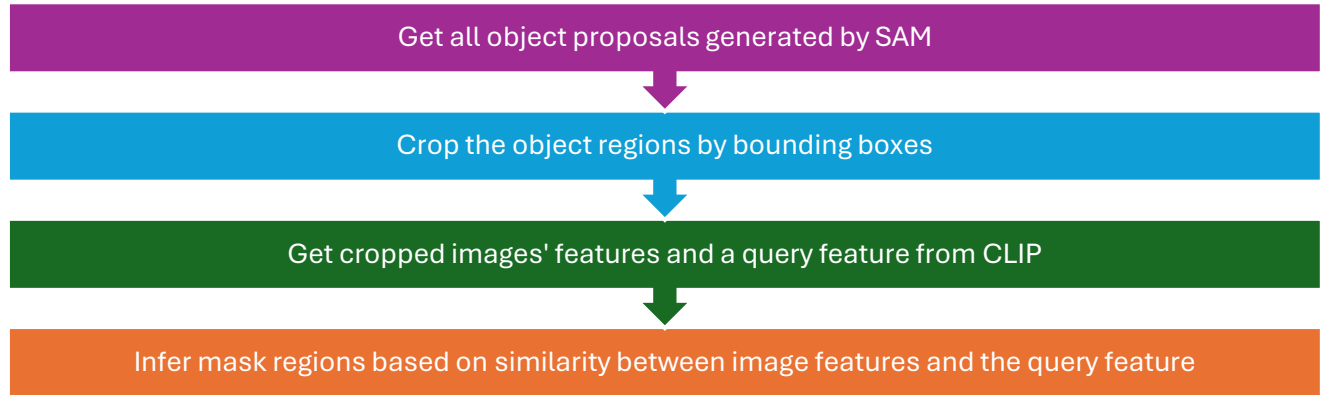 Get all object proposals generated by SAM
Crop the object regions by bounding boxes
Get cropped images' features and a query feature from CLIP
Infer mask regions based on similarity between image features and the query feature